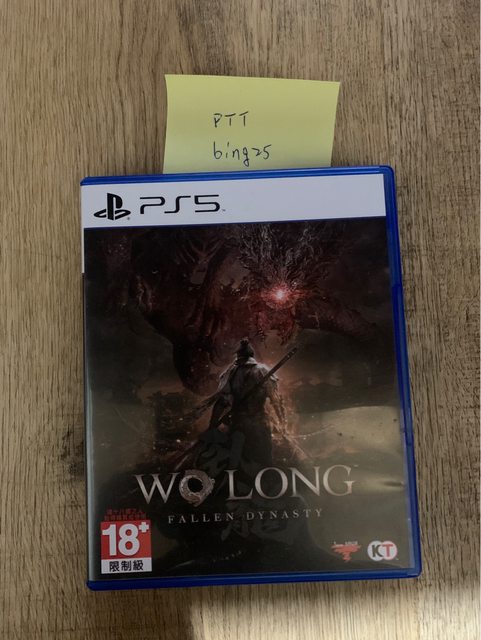 PTT
bing25
PS5
WO LONG
FALLEN DYNASTY
18+
限制級
KT